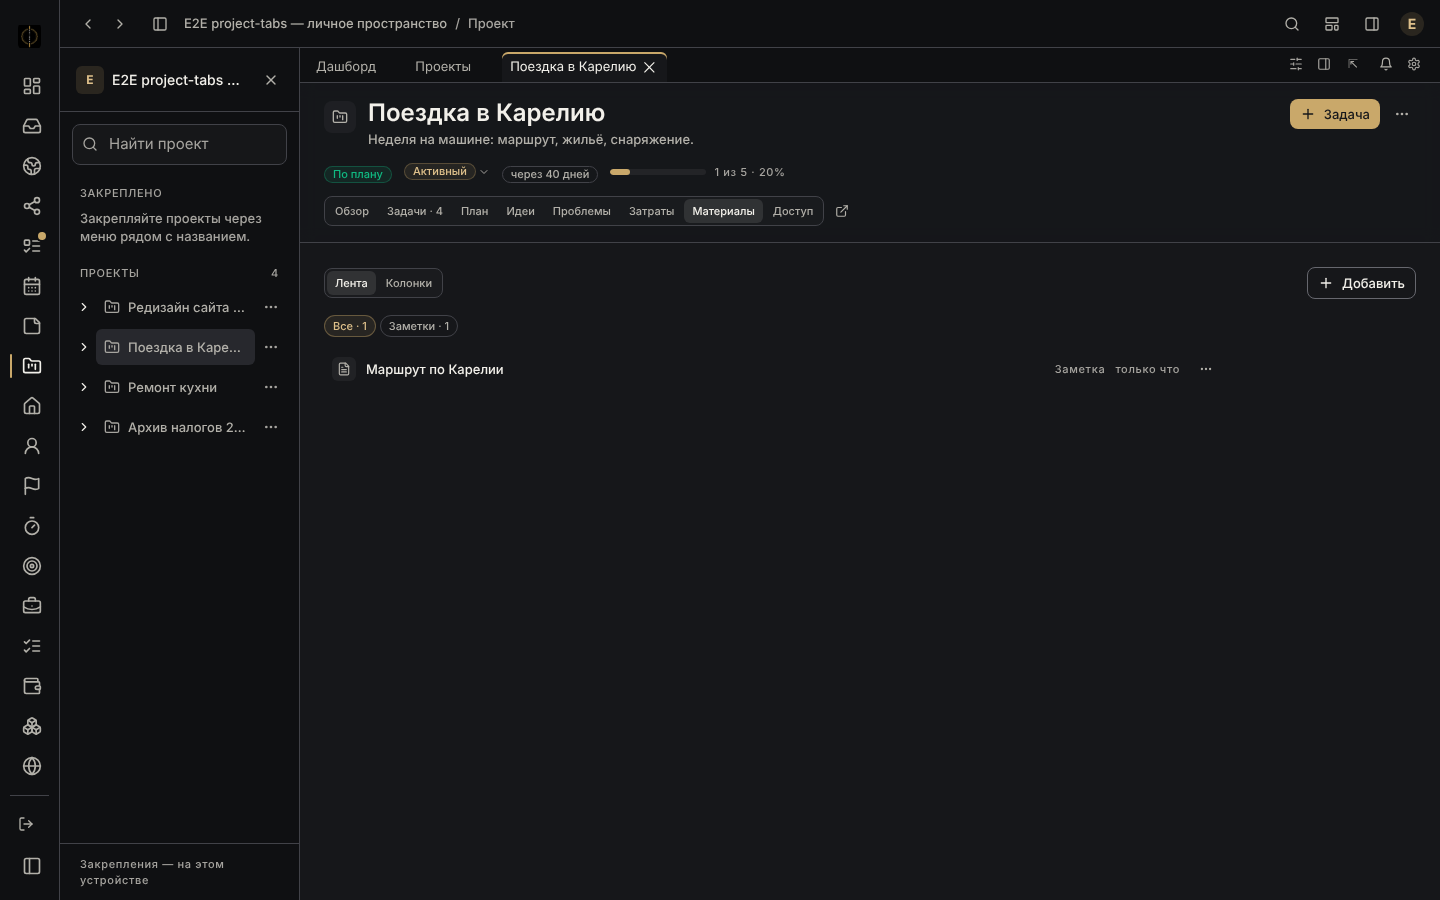 E2E project-tabs — личное пространство / Проект
E
E E2E project-tabs ...
Найти проект
ЗАКРЕПЛЕНО
Закрепляйте проекты через
меню рядом с названием.
ПРОЕКТЫ 4
Редизайн сайта ...
Поездка в Каре...
Ремонт кухни
Архив налогов 2...
Закрепления — на этом
устройстве
Дашборд Проекты Поездка в Карелию
Поездка в Карелию
Неделя на машине: маршрут, жильё, снаряжение.
Задача
По плану Активный через 40 дней 1 из 5 · 20%
Обзор Задачи · 4 План Идеи Проблемы Затраты Материалы Доступ
Лента Колонки
Добавить
Все · 1 Заметки · 1
Маршрут по Карелии Заметка только что